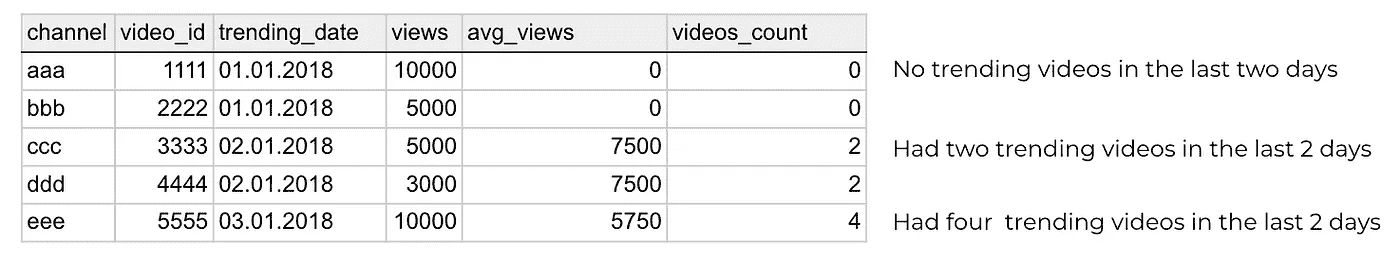 channel video_id trending_date views avg_views videos_count
aaa 1111 01.01.2018 10000 0 0 No trending videos in the last two days
bbb 2222 01.01.2018 5000 0 0
ccc 3333 02.01.2018 5000 7500 2 Had two trending videos in the last 2 days
ddd 4444 02.01.2018 3000 7500 2
eee 5555 03.01.2018 10000 5750 4 Had four trending videos in the last 2 days